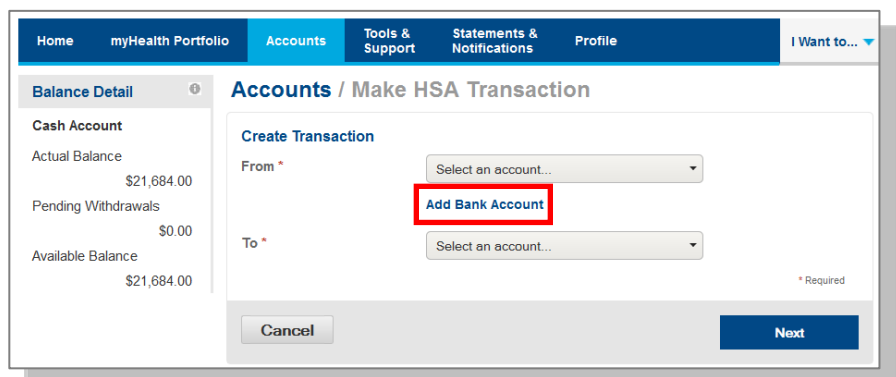 Home myHealth Portfolio Accounts Tools & Support Statements & Notifications Profile I Want to...
Balance Detail
Accounts / Make HSA Transaction
Cash Account
Actual Balance
$21,684.00
Pending Withdrawals
$0.00
Available Balance
$21,684.00
Create Transaction
From * Select an account...
Add Bank Account
To * Select an account...
* Required
Cancel Next